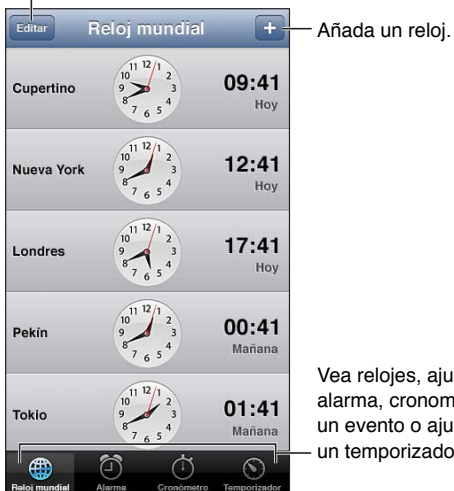 Editar
Reloj mundial
+
Añada un reloj.
Cupertino
09:41
Hoy
Nueva York
12:41
Hoy
Londres
17:41
Hoy
Pekín
00:41
Mañana
Tokio
01:41
Mañana
Vea relojes, aju
alarma, cronom
un evento o aju
un temporizado
Reloj mundial
Alarma
Cronómetro
Temporizador